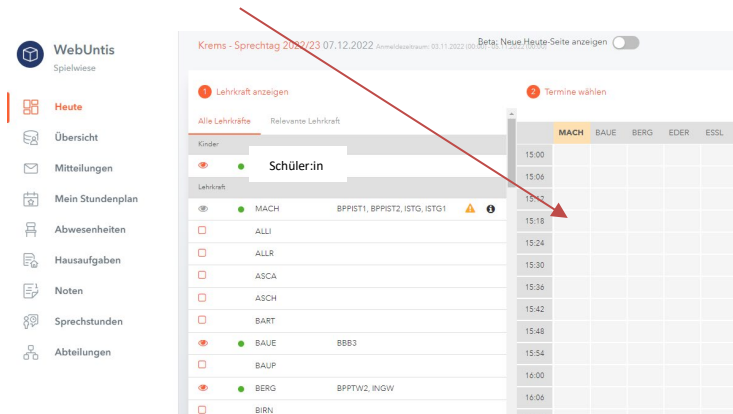 WebUntis
Spielwiese
Heute
Übersicht
Mitteilungen
Mein Stundenplan
Abwesenheiten
Hausaufgaben
Noten
Sprechstunden
Abteilungen
Krems - Sprechtag 2022/23 07.12.2022
Beta: Neue Heute-Seite anzeigen
1 Lehrkraft anzeigen
Alle Lehrkräfte Relevante Lehrkraft
Kinder
Schüler:in
Lehrkraft
MACH BPPIST1, BPPIST2, ISTG, ISTG1
ALLI
ALLR
ASCA
ASCH
BART
BAUE BBB3
BAUP
BERG BPPTW2, INGW
BIRN
2 Termine wählen
MACH BAUE BERG EDER ESSL
15:00
15:06
15:12
15:18
15:24
15:30
15:36
15:42
15:48
15:54
16:00
16:06